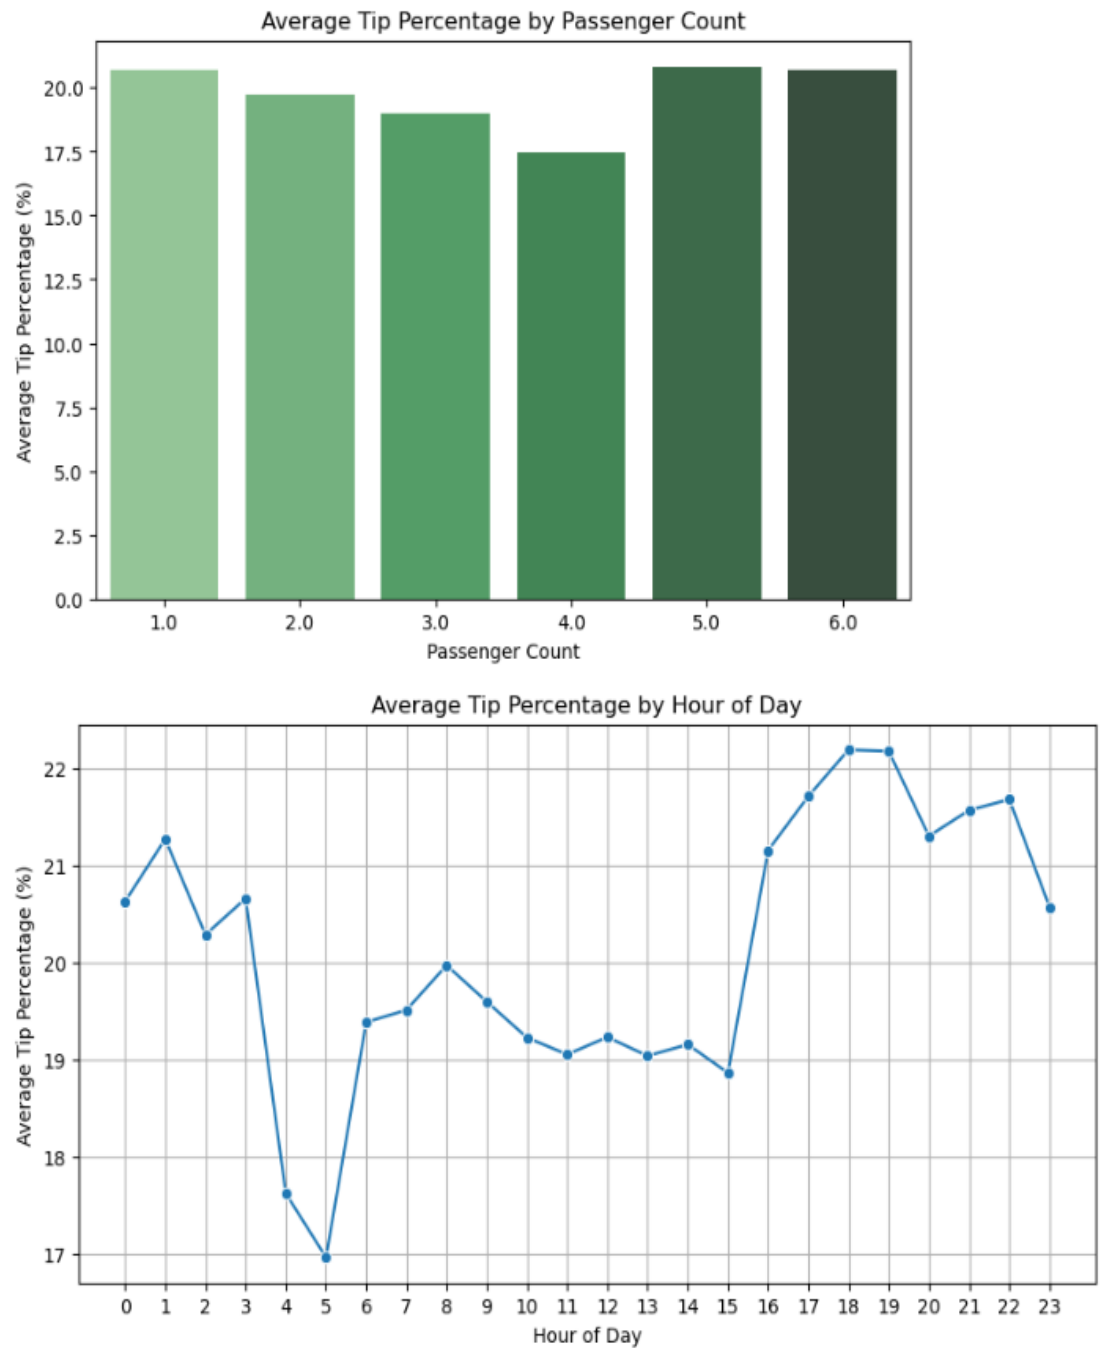 Average Tip Percentage by Passenger Count
Average Tip Percentage (%)
20.0
17.5
15.0
12.5
10.0
7.5
5.0
2.5
0.0
1.0 2.0 3.0 4.0 5.0 6.0
Passenger Count
Average Tip Percentage by Hour of Day
Average Tip Percentage (%)
22
21
20
19
18
17
0 1 2 3 4 5 6 7 8 9 10 11 12 13 14 15 16 17 18 19 20 21 22 23
Hour of Day